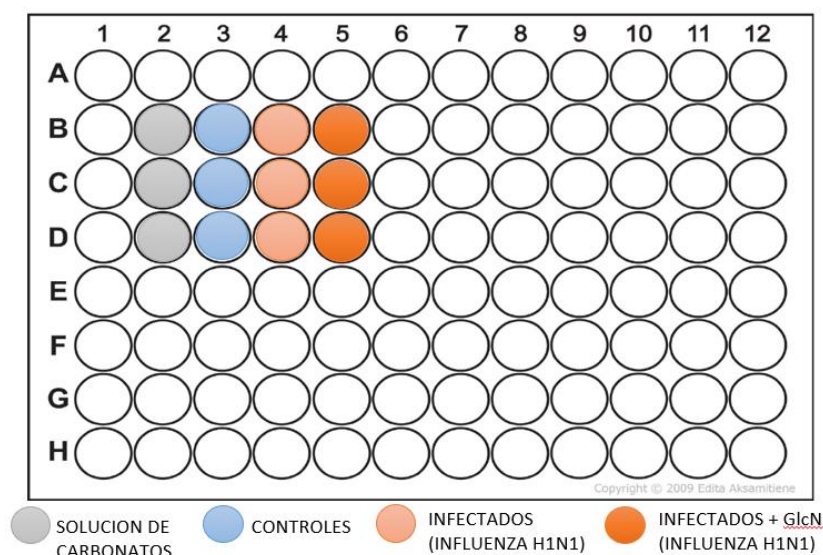 1 2 3 4 5 6 7 8 9 10 11 12
A
B
C
D
E
F
G
H
Copyright © 2009 Edita Aksamitiene
SOLUCION DE
CARBONATOS
CONTROLES
INFECTADOS
(INFLUENZA H1N1)
INFECTADOS + GlcN
(INFLUENZA H1N1)